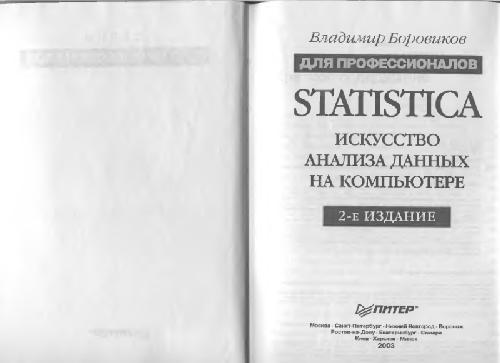 Владимир Боровиков
ДЛЯ ПРОФЕССИОНАЛОВ
STATISTICA
ИСКУССТВО
АНАЛИЗА ДАННЫХ
НА КОМПЬЮТЕРЕ
2-Е ИЗДАНИЕ
ПИТЕР®
Москва · Санкт-Петербург · Нижний Новгород · Воронеж
Ростов-на-Дону · Екатеринбург · Самара
Киев · Харьков · Минск
2003